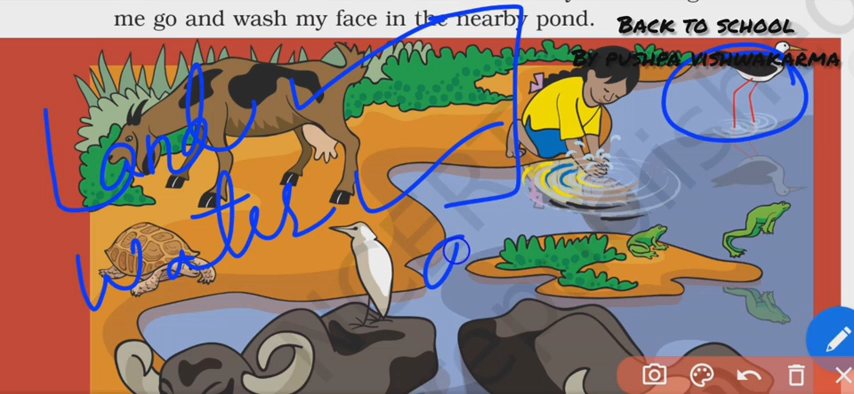 me go and wash my face in the nearby pond.
BACK TO SCHOOL
BY PUSHPA VISHWAKARMA
Land
Water